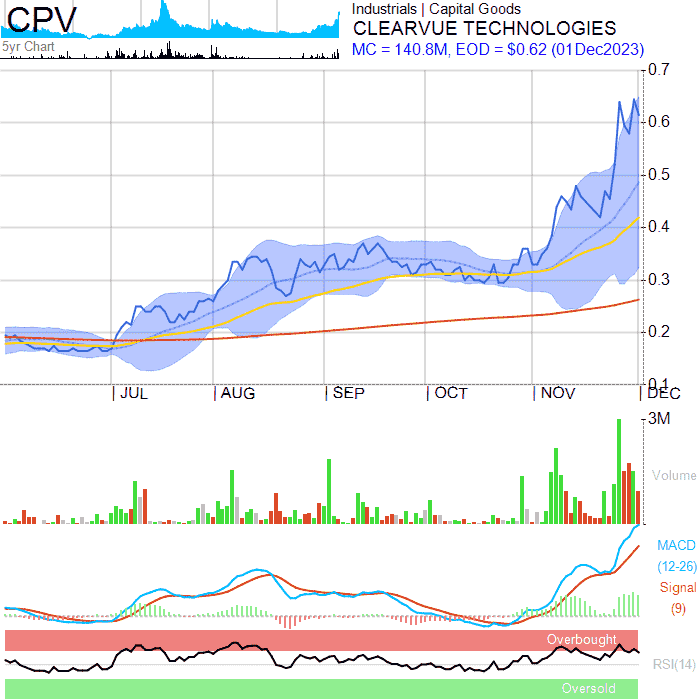 CPV
5yr Chart
Industrials | Capital Goods
CLEARVUE TECHNOLOGIES
MC = 140.8M, EOD = $0.62 (01Dec2023)
0.7
0.6
0.5
0.4
0.3
0.2
0.1
JUL
AUG
SEP
OCT
NOV
DEC
3M
Volume
MACD
(12-26)
Signal
(9)
Overbought
RSI(14)
Oversold